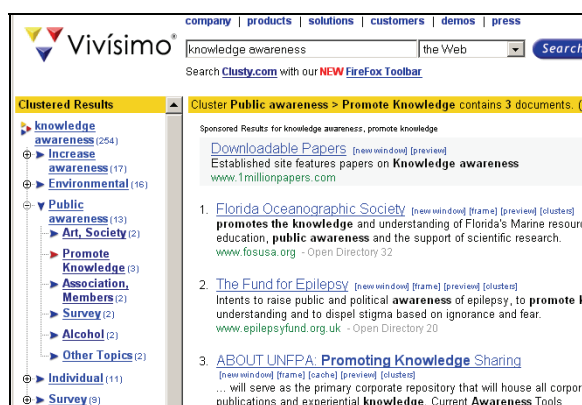 company | products | solutions | customers | demos | press
Vivísimo®
knowledge awareness
the Web
Search
Search Clusty.com with our NEW FireFox Toolbar
Clustered Results
Cluster Public awareness > Promote Knowledge contains 3 documents. (
knowledge
awareness (254)
Increase
awareness (17)
Environmental (16)
Public
awareness (13)
Art, Society (2)
Promote
Knowledge (3)
Association,
Members (2)
Survey (2)
Alcohol (2)
Other Topics (2)
Individual (11)
Survey (9)
Sponsored Results for knowledge awareness, promote knowledge
Downloadable Papers [new window] [preview]
Established site features papers on Knowledge awareness
www.1millionpapers.com
1. Florida Oceanographic Society [new window] [frame] [preview] [clusters]
promotes the knowledge and understanding of Florida's Marine resour
education, public awareness and the support of scientific research.
www.fosusa.org - Open Directory 32
2. The Fund for Epilepsy [new window] [frame] [preview] [clusters]
Intents to raise public and political awareness of epilepsy, to promote k
understanding and to dispel stigma based on ignorance and fear.
www.epilepsyfund.org.uk - Open Directory 20
3. ABOUT UNFPA: Promoting Knowledge Sharing
[new window] [frame] [cache] [preview] [clusters]
... will serve as the primary corporate repository that will house all corpor
publications and experiential knowledge. Current Awareness Tools